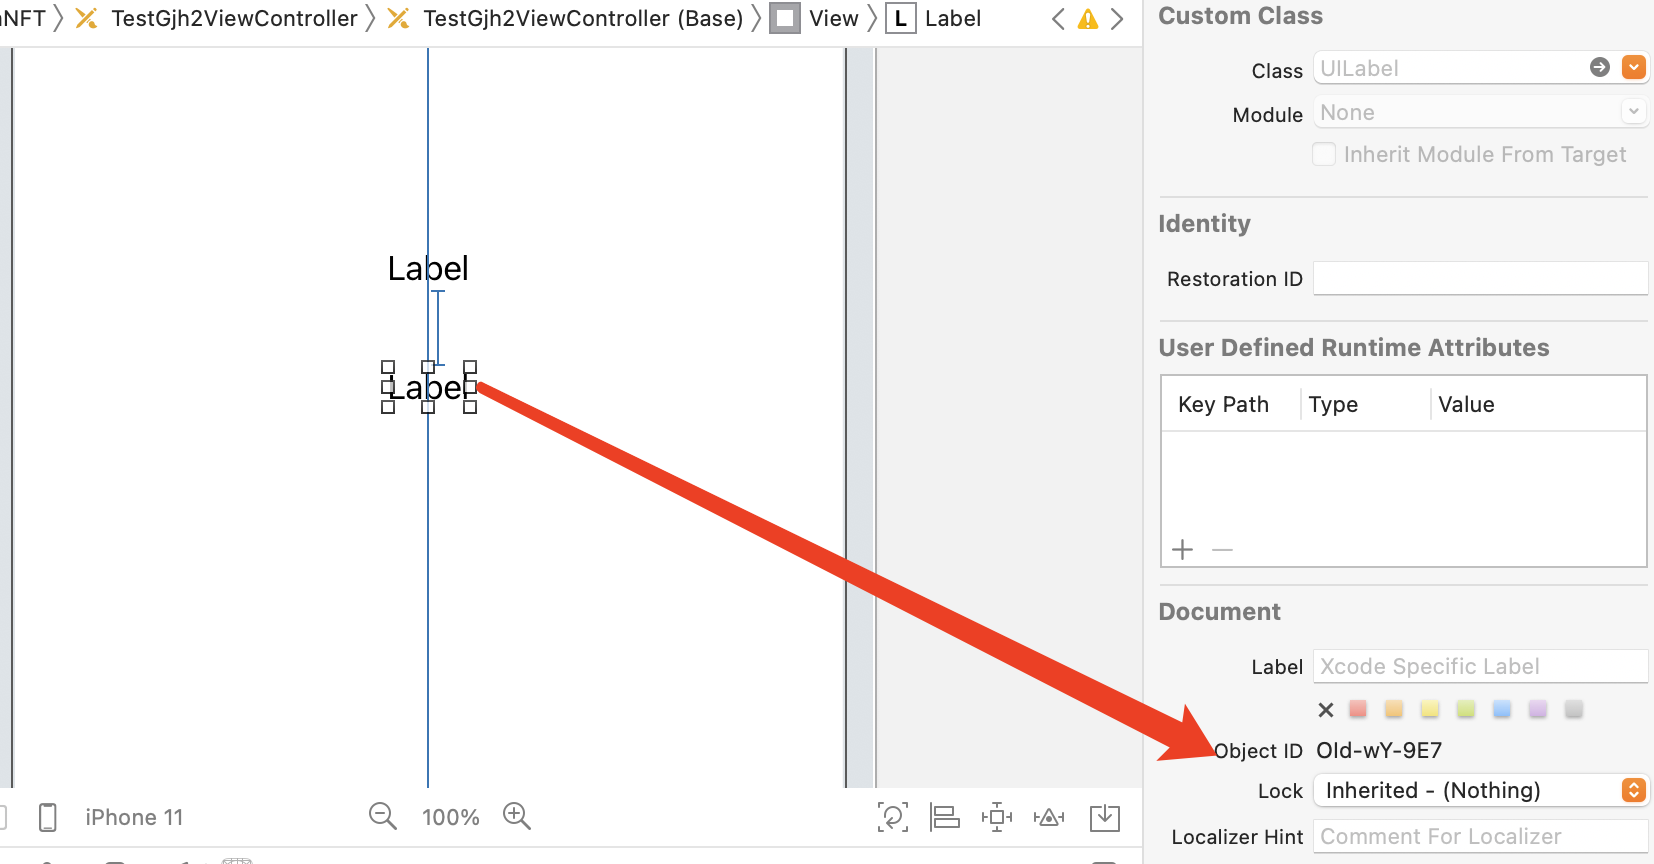 NFT TestGjh2ViewController TestGjh2ViewController (Base) View L Label
Custom Class
Class UILabel
Module None
Inherit Module From Target
Identity
Restoration ID
User Defined Runtime Attributes
Key Path Type Value
Label
Label
Document
Label Xcode Specific Label
Object ID Old-wY-9E7
Lock Inherited - (Nothing)
Localizer Hint Comment For Localizer
iPhone 11 100%